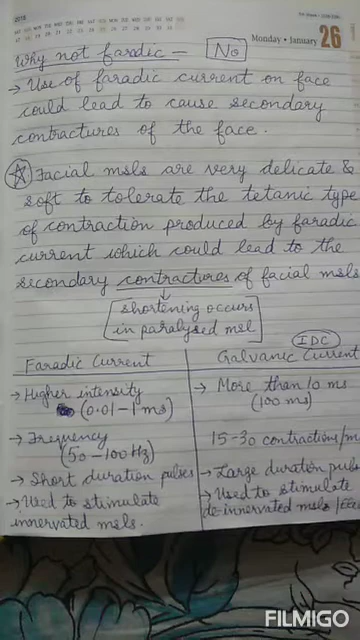 2015
Monday • January 26
Why not faradic — No
→ Use of faradic current on face
could lead to cause secondary
contractures of the face.
Facial msls are very delicate &
soft to tolerate the tetanic type
of contraction produced by faradic
current which could lead to the
secondary contractures of facial msls
↓
shortening occurs
in paralysed msl
IDC
Faradic Current
Galvanic Current
→ Higher intensity
(0.01 – 1 ms)
→ More than 10 ms
(100 ms)
→ Frequency
(50 – 100 Hz)
15-30 contractions/m
→ Short duration pulses
→ Large duration puls
→ Used to stimulate
innervated msls.
→ Used to stimulate
de-innervated msls
FILMIGO